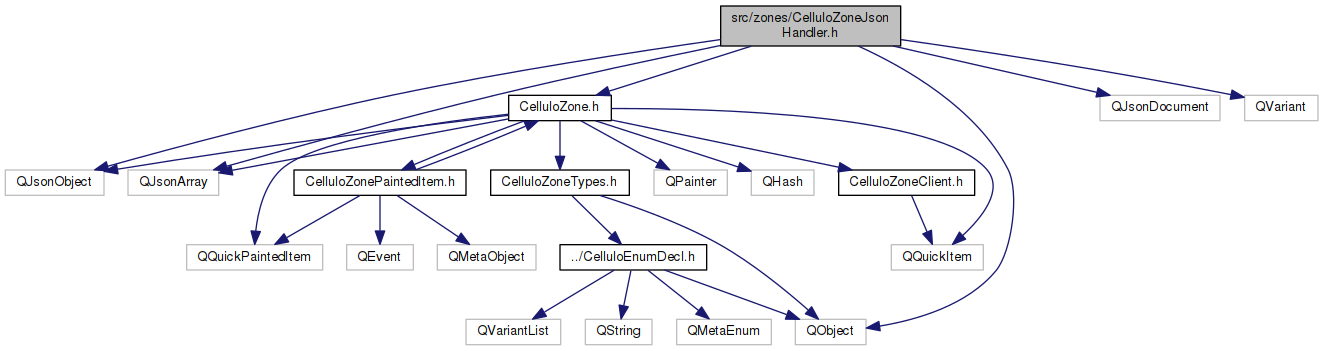 src/zones/CelluloZoneJson
Handler.h
CelluloZone.h
QJsonDocument
QVariant
QJsonObject
QJsonArray
CelluloZonePaintedItem.h
CelluloZoneTypes.h
QPainter
QHash
CelluloZoneClient.h
QQuickPaintedItem
QEvent
QMetaObject
../CelluloEnumDecl.h
QQuickItem
QVariantList
QString
QMetaEnum
QObject